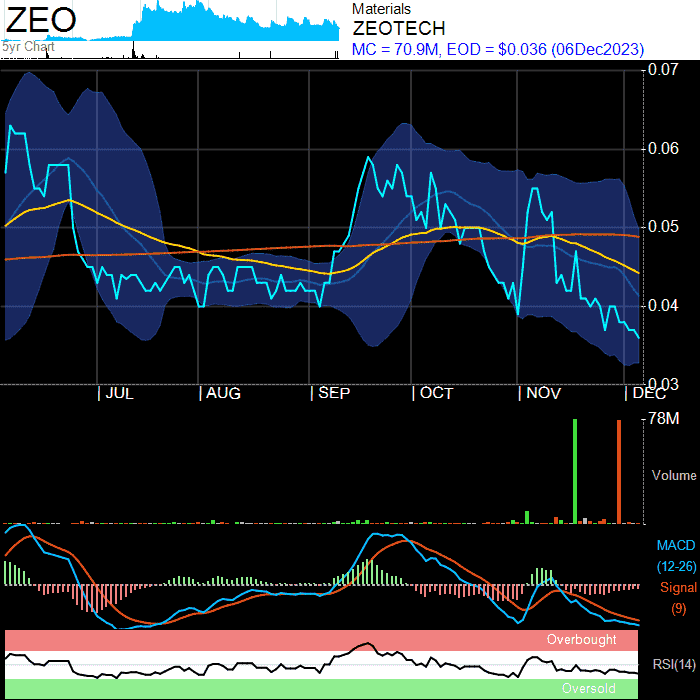 ZEO
5yr Chart
Materials
ZEOTECH
MC = 70.9M, EOD = $0.036 (06Dec2023)
0.07
0.06
0.05
0.04
0.03
JUL AUG SEP OCT NOV DEC
78M
Volume
MACD
(12-26)
Signal
(9)
Overbought
RSI(14)
Oversold